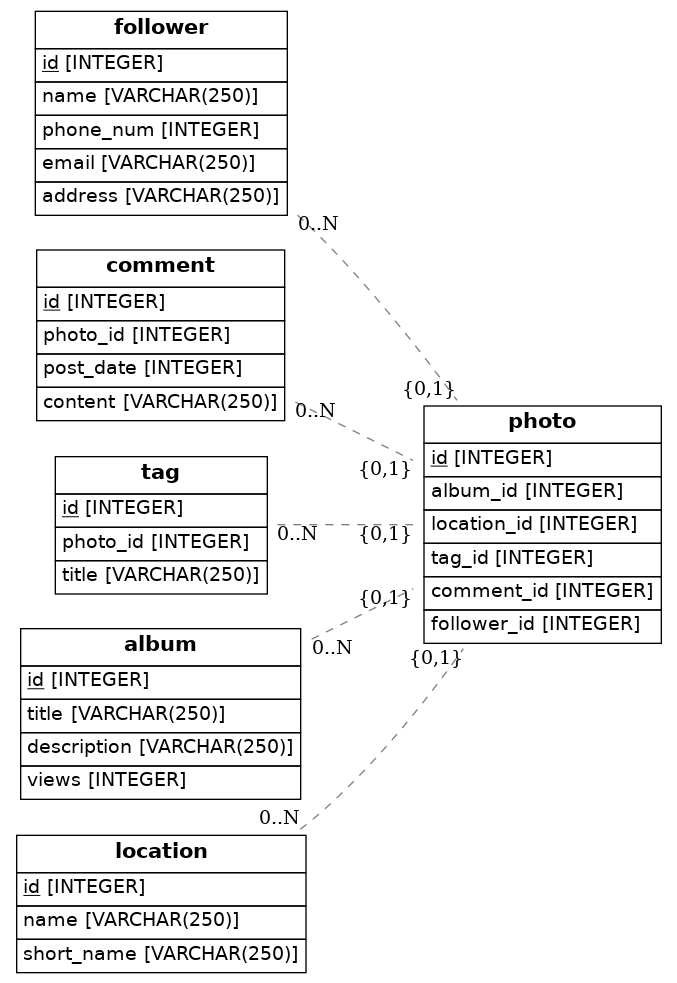 follower
id [INTEGER]
name [VARCHAR(250)]
phone_num [INTEGER]
email [VARCHAR(250)]
address [VARCHAR(250)]
0..N
{0,1}
comment
id [INTEGER]
photo_id [INTEGER]
post_date [INTEGER]
content [VARCHAR(250)]
0..N
{0,1}
tag
id [INTEGER]
photo_id [INTEGER]
title [VARCHAR(250)]
0..N
{0,1}
album
id [INTEGER]
title [VARCHAR(250)]
description [VARCHAR(250)]
views [INTEGER]
0..N
{0,1}
location
id [INTEGER]
name [VARCHAR(250)]
short_name [VARCHAR(250)]
0..N
{0,1}
photo
id [INTEGER]
album_id [INTEGER]
location_id [INTEGER]
tag_id [INTEGER]
comment_id [INTEGER]
follower_id [INTEGER]